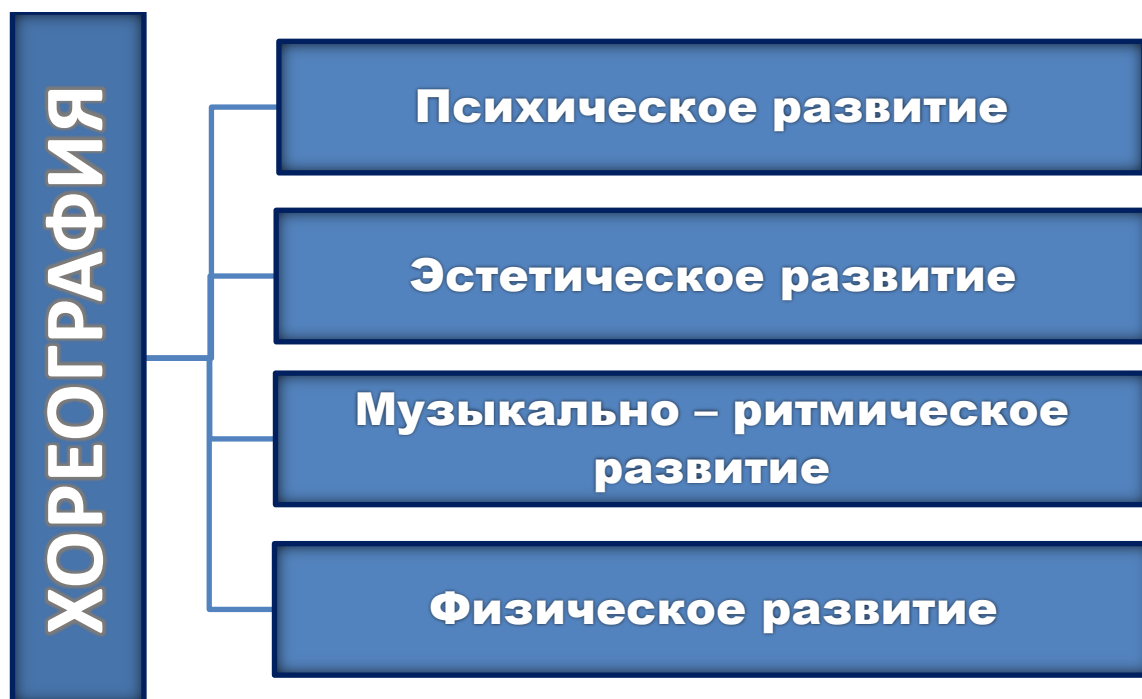 ХОРЕОГРАФИЯ
Психическое развитие
Эстетическое развитие
Музыкально – ритмическое
развитие
Физическое развитие